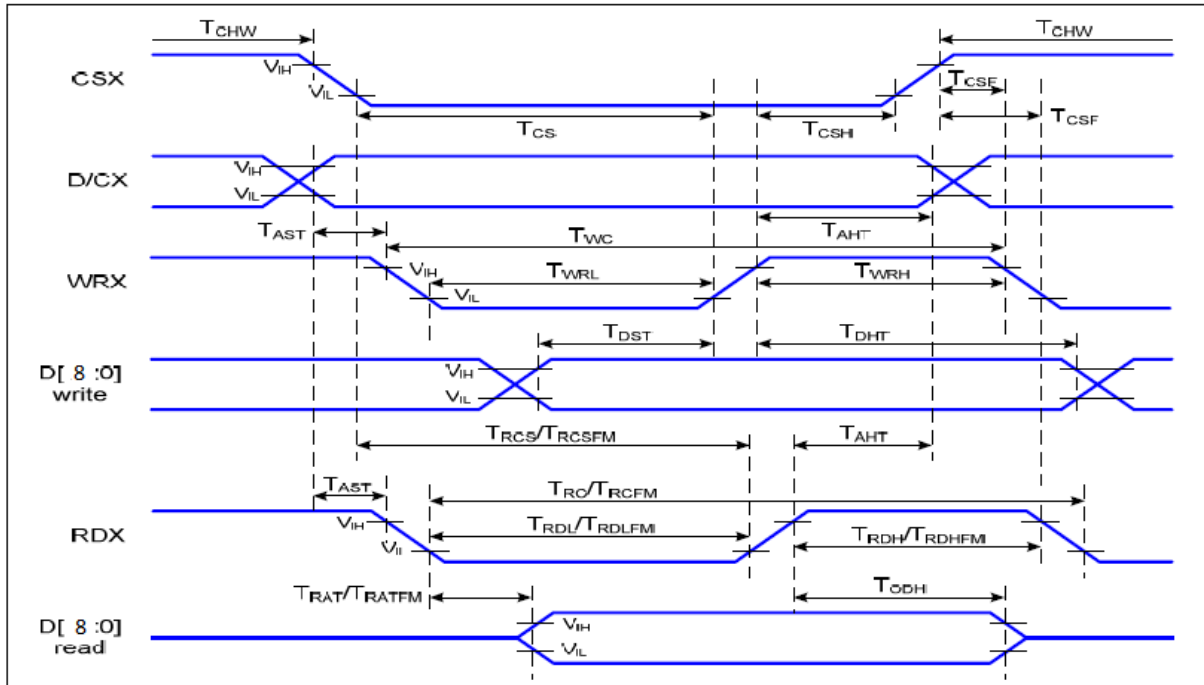 TCHW
TCHW
CSX
VIH
VIL
TCSF
TCSF
TCS
TCSH
D/CX
VIH
VIL
TAST
TWC
TAHT
WRX
VIH
VIL
TWRL
TWRH
TDST
TDHT
D[ 8 :0]
write
VIH
VIL
TRCS/TRCSFM
TAHT
TAST
TRC/TRCFM
RDX
VIH
VIL
TRDL/TRDLFM
TRDH/TRDHFM
TRAT/TRATFM
TODH
D[ 8 :0]
read
VIH
VIL